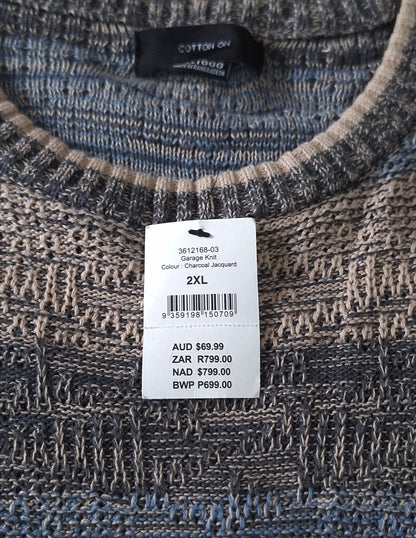 COTTON ON
3612168-03
Garage Knit
Colour : Charcoal Jacquard
2XL
9 359198 150709
AUD $69.99
ZAR R799.00
NAD $799.00
BWP P699.00